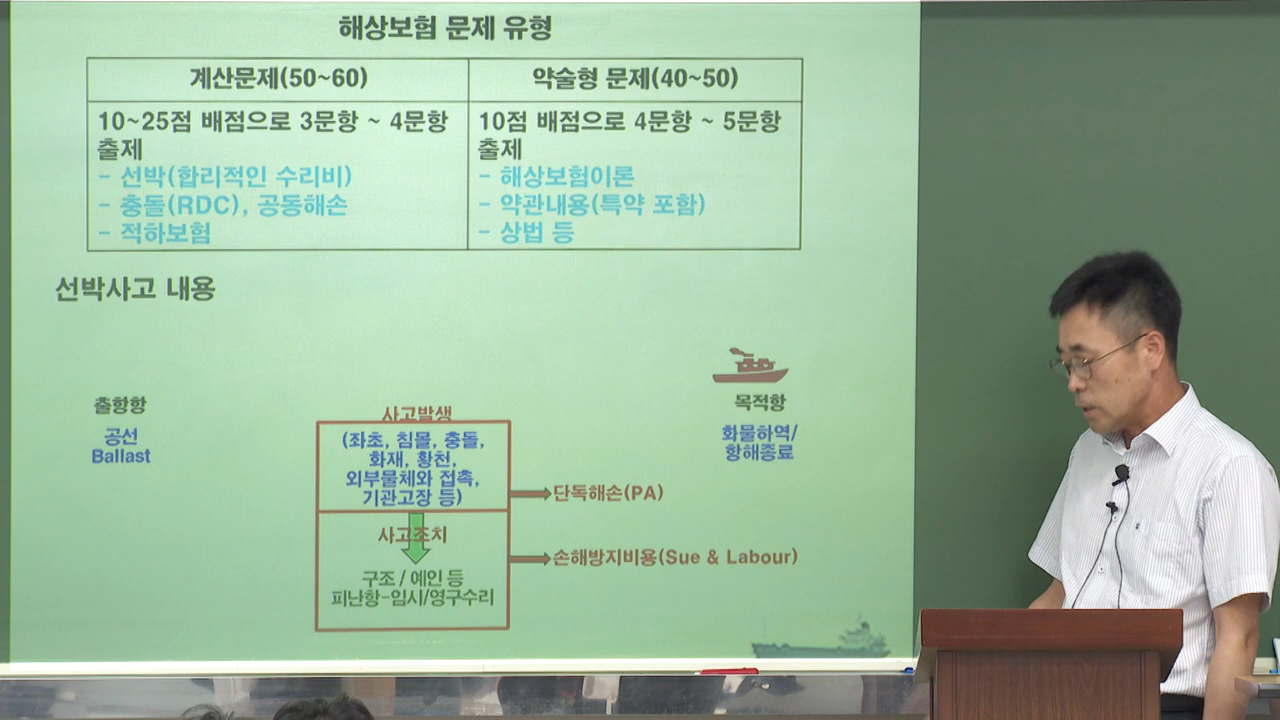 해상보험 문제 유형
계산문제(50~60)
약술형 문제(40~50)
10~25점 배점으로 3문항 ~ 4문항
출제
- 선박(합리적인 수리비)
- 충돌(RDC), 공동해손
- 적하보험
10점 배점으로 4문항 ~ 5문항
출제
- 해상보험이론
- 약관내용(특약 포함)
- 상법 등
선박사고 내용
출항항
공선
Ballast
사고발생
(좌초, 침몰, 충돌,
화재, 황천,
외부물체와 접촉,
기관고장 등)
사고조치
구조 / 예인 등
피난항-임시/영구수리
단독해손(PA)
손해방지비용(Sue & Labour)
목적항
화물하역/
항해종료